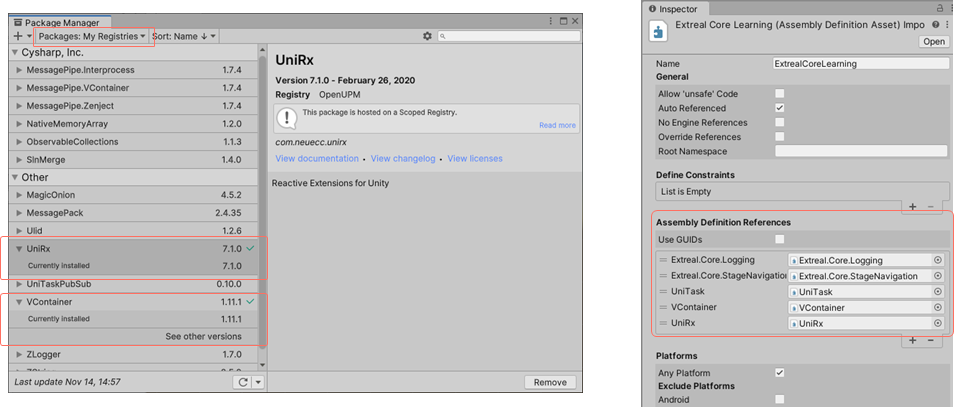 Package Manager
Packages: My Registries
Sort: Name ↓
Cysharp, Inc.
MessagePipe.Interprocess 1.7.4
MessagePipe.VContainer 1.7.4
MessagePipe.Zenject 1.7.4
NativeMemoryArray 1.2.0
ObservableCollections 1.1.3
SlnMerge 1.4.0
Other
MagicOnion 4.5.2
MessagePack 2.4.35
Ulid 1.2.6
UniRx 7.1.0
Currently installed 7.1.0
UniTaskPubSub 0.10.0
VContainer 1.11.1
Currently installed 1.11.1
See other versions
ZLogger 1.7.0
Last update Nov 14, 14:57
UniRx
Version 7.1.0 - February 26, 2020
Registry OpenUPM
This package is hosted on a Scoped Registry.
Read more
com.neuecc.unirx
View documentation • View changelog • View licenses
Reactive Extensions for Unity
Remove
Inspector
Extreal Core Learning (Assembly Definition Asset) Impo
Open
Name ExtrealCoreLearning
General
Allow 'unsafe' Code
Auto Referenced
No Engine References
Override References
Root Namespace
Define Constraints
List is Empty
Assembly Definition References
Use GUIDs
Extreal.Core.Logging Extreal.Core.Logging
Extreal.Core.StageNavigation Extreal.Core.StageNavigation
UniTask UniTask
VContainer VContainer
UniRx UniRx
Platforms
Any Platform
Exclude Platforms
Android